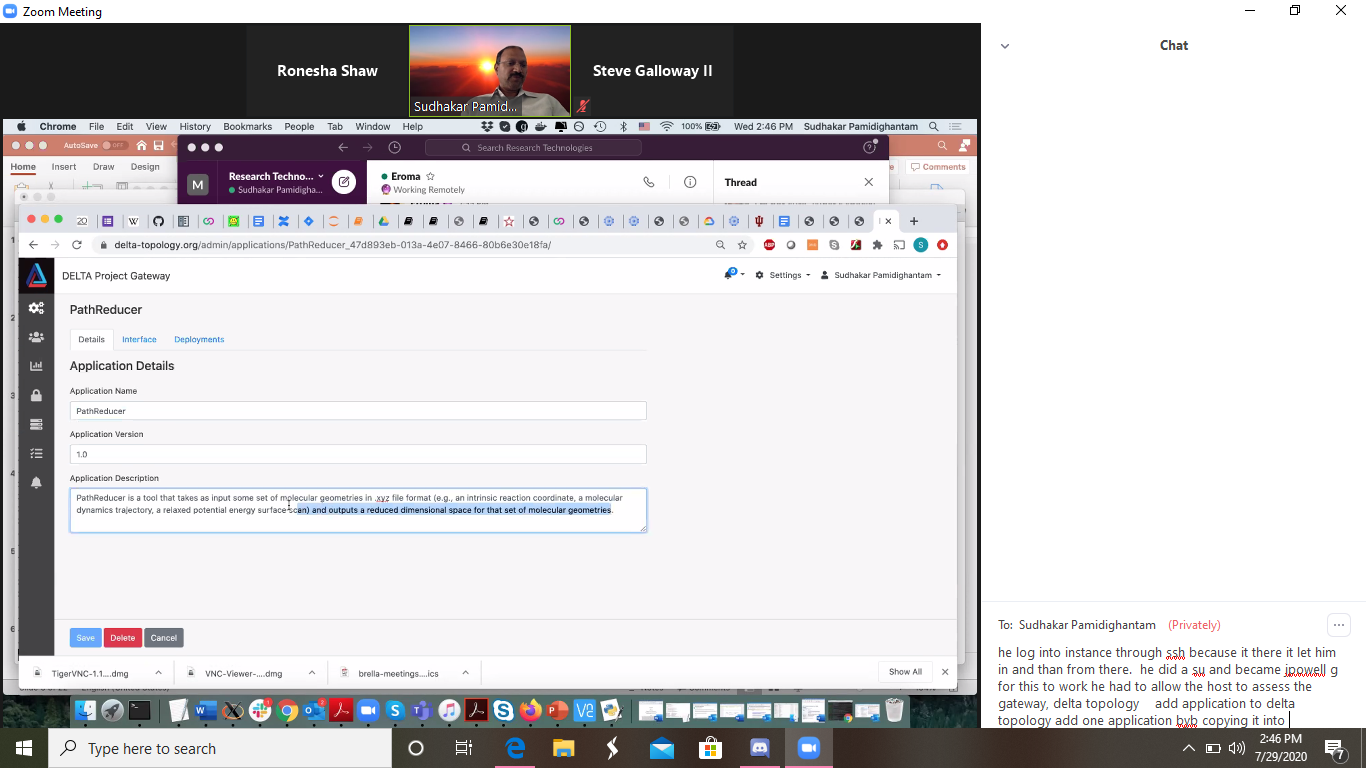 Zoom Meeting
Ronesha Shaw
Sudhakar Pamid...
Steve Galloway II
Chrome File Edit View History Bookmarks People Tab Window Help
100%
Wed 2:46 PM Sudhakar Pamidighantam
AutoSave OFF
Home Insert Draw Design
Comments
Search Research Technologies
M
Research Techno...
Sudhakar Pamidigha...
Eroma
Working Remotely
Thread
delta-topology.org/admin/applications/PathReducer_47d893eb-013a-4e07-8466-80b6e30e18fa/
DELTA Project Gateway
Settings
Sudhakar Pamidighantam
PathReducer
Details Interface Deployments
Application Details
Application Name
PathReducer
Application Version
1.0
Application Description
PathReducer is a tool that takes as input some set of molecular geometries in .xyz file format (e.g., an intrinsic reaction coordinate, a molecular
dynamics trajectory, a relaxed potential energy surface scan) and outputs a reduced dimensional space for that set of molecular geometries.
Save Delete Cancel
TigerVNC-1.1....dmg VNC-Viewer-....dmg brella-meetings....ics
Show All
Chat
To: Sudhakar Pamidighantam (Privately)
he log into instance through ssh because it there it let him
in and than from there. he did a su and became jpowell g
for this to work he had to allow the host to assess the
gateway, delta topology add application to delta
topology add one application byb copying it into
Type here to search
2:46 PM
7/29/2020
7